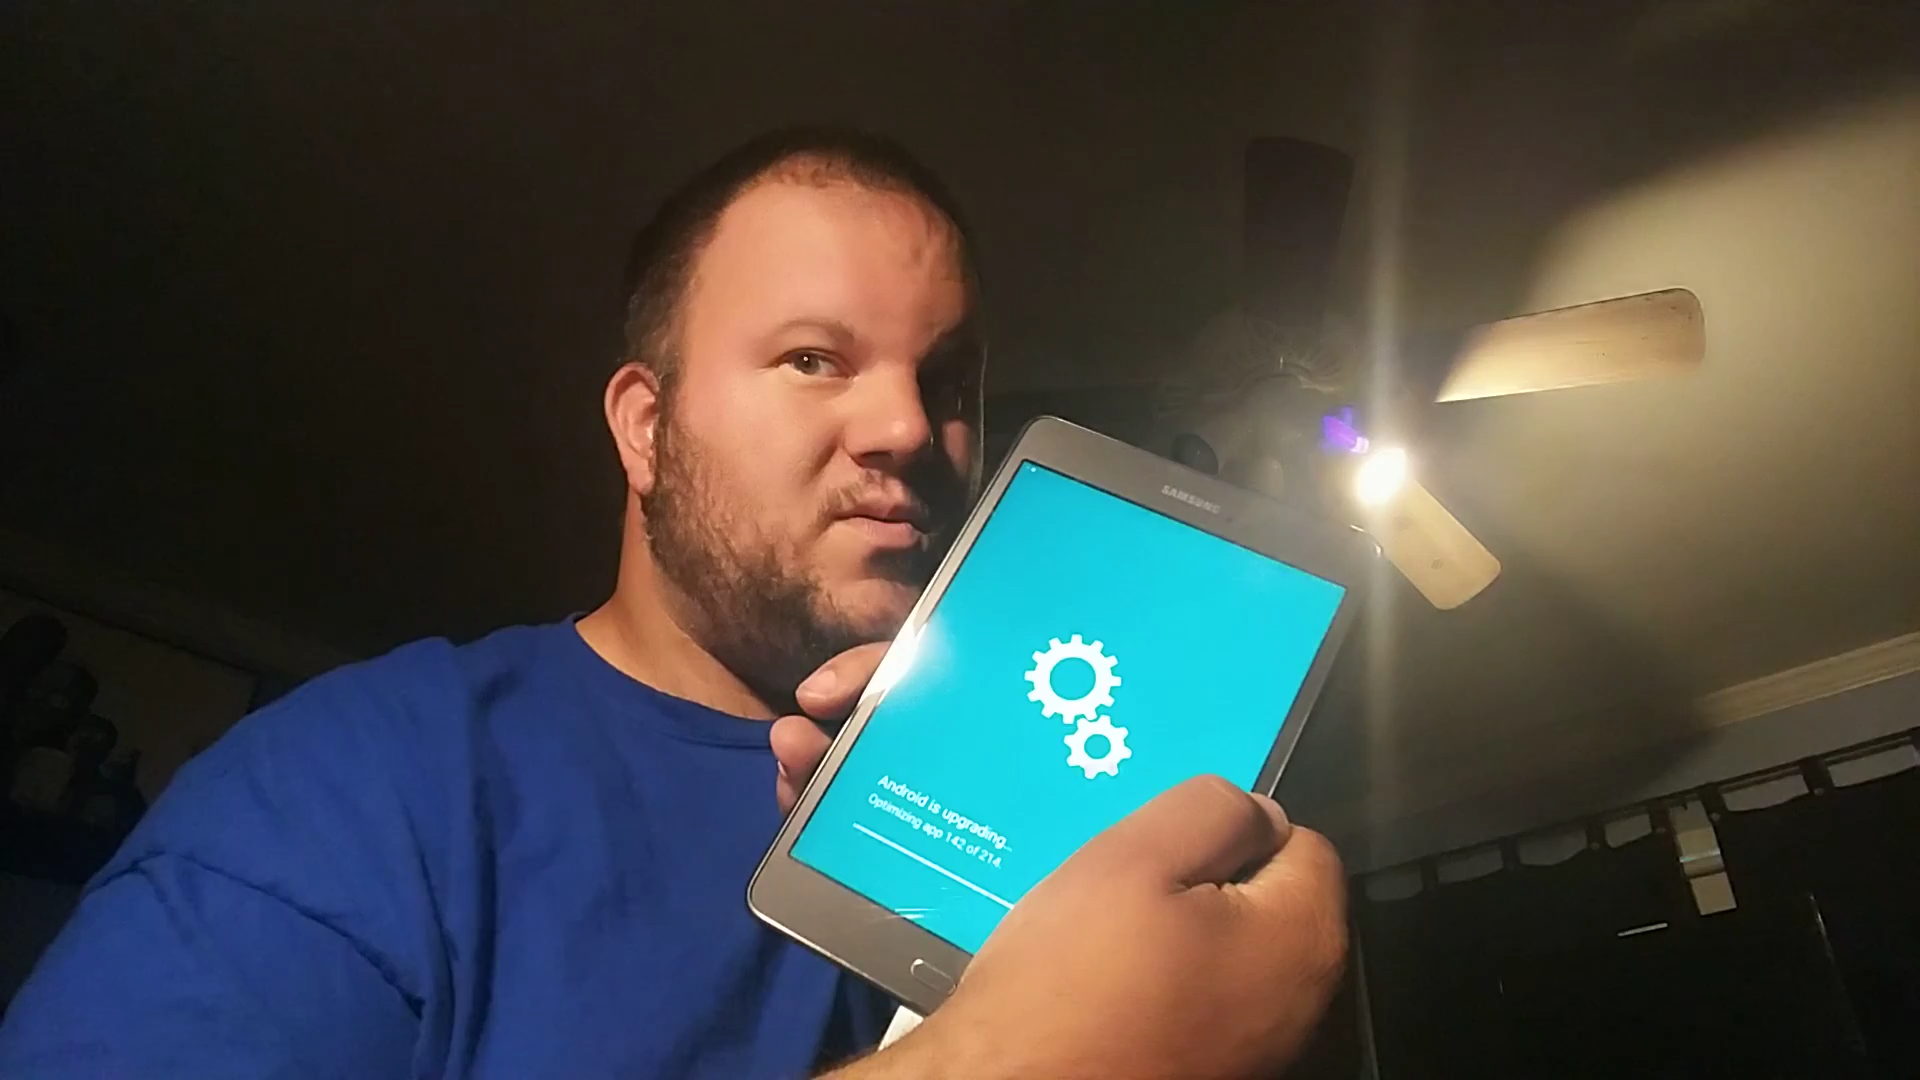 SAMSUNG
Android is upgrading...
Optimizing app 142 of 214.